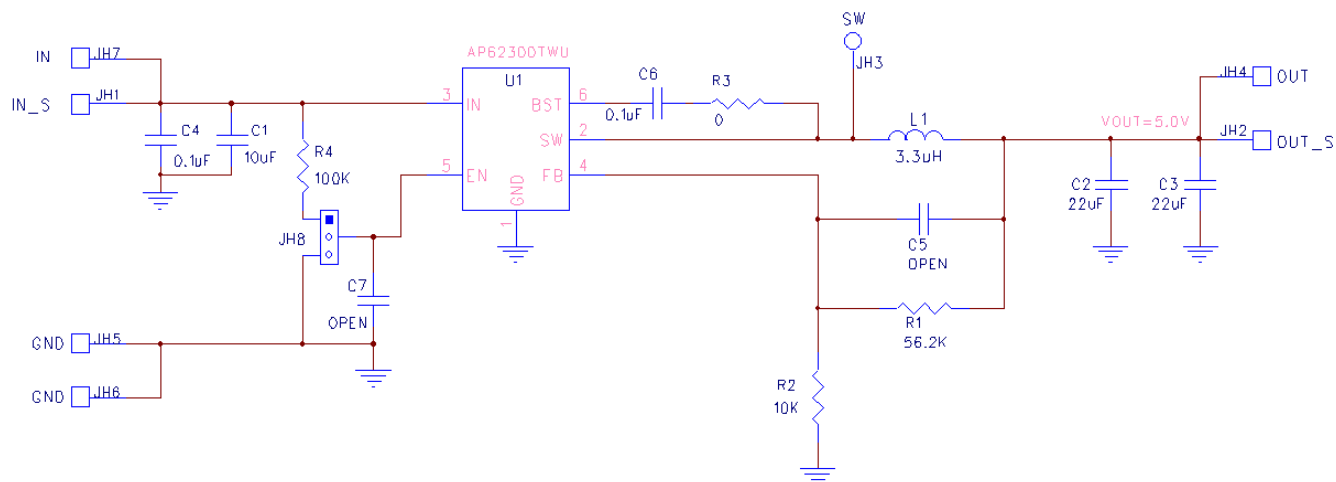 SW
IN
JH7
AP62300TWU
U1
C6
R3
JH3
JH4
OUT
IN_S
JH1
3
IN
BST
6
0.1uF
0
L1
VOUT=5.0V
JH2
OUT_S
C4
C1
SW
2
3.3uH
0.1uF
10uF
R4
100K
5
EN
FB
4
C2
C3
22uF
22uF
GND
1
JH8
C5
OPEN
C7
OPEN
R1
56.2K
GND
JH5
GND
JH6
R2
10K